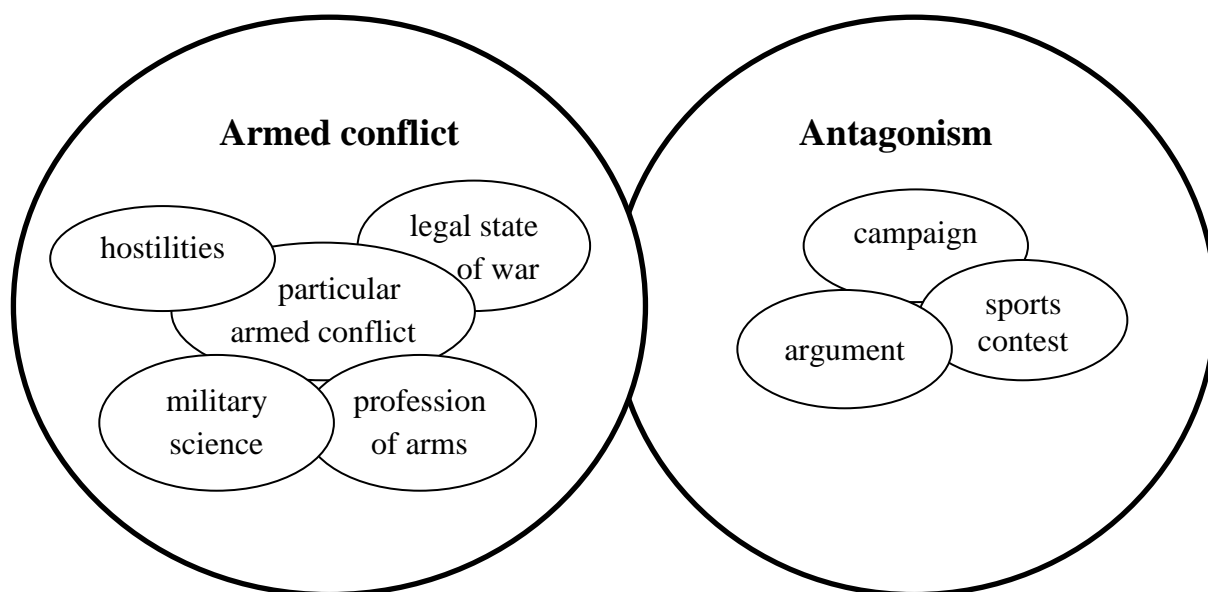 Armed conflict
hostilities
legal state
of war
particular
armed conflict
military
science
profession
of arms
Antagonism
campaign
sports
contest
argument